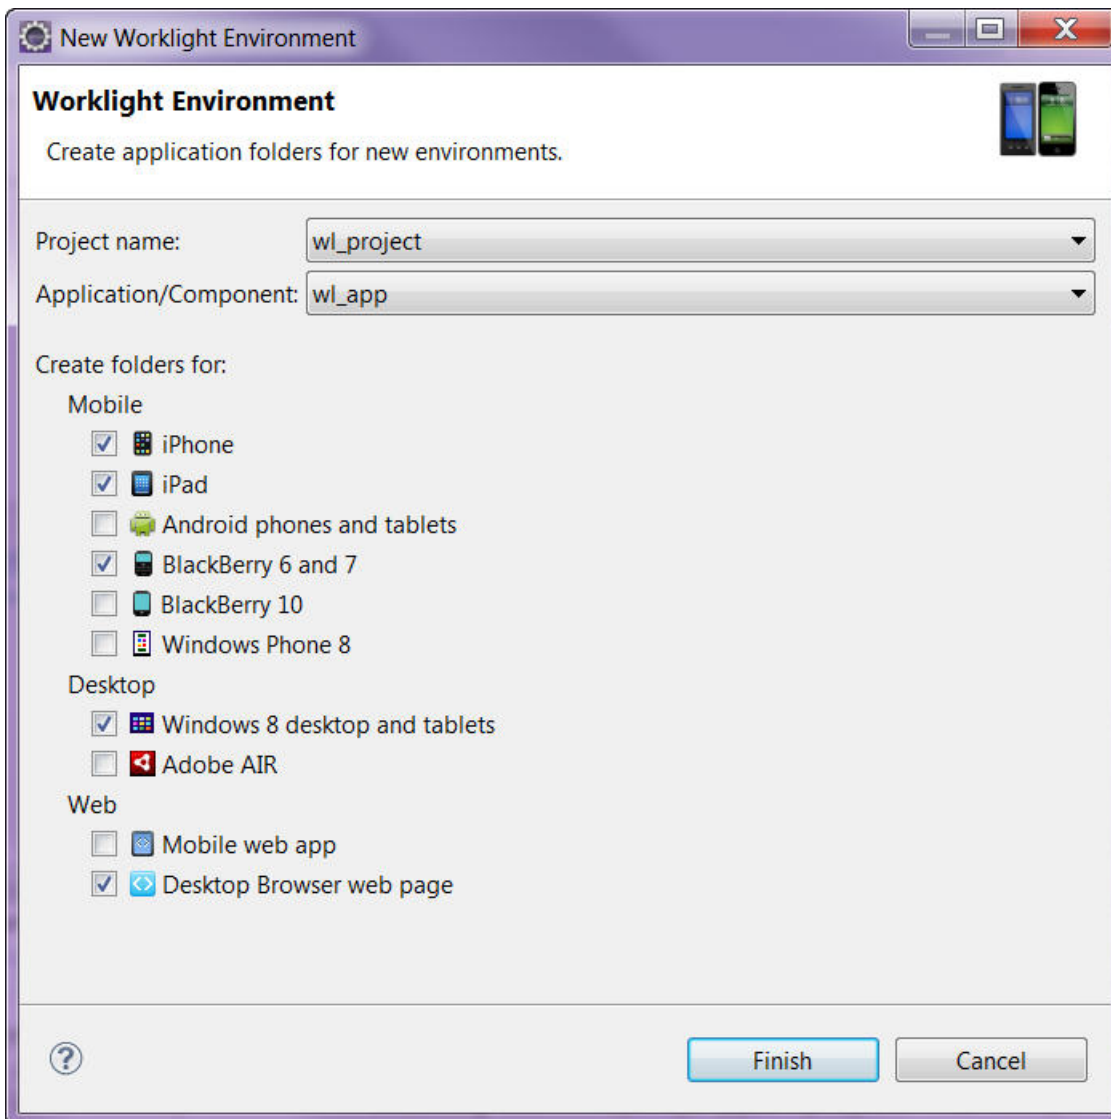 New Worklight Environment
Worklight Environment
Create application folders for new environments.
Project name: wl_project
Application/Component: wl_app
Create folders for:
Mobile
iPhone
iPad
Android phones and tablets
BlackBerry 6 and 7
BlackBerry 10
Windows Phone 8
Desktop
Windows 8 desktop and tablets
Adobe AIR
Web
Mobile web app
Desktop Browser web page
? Finish Cancel